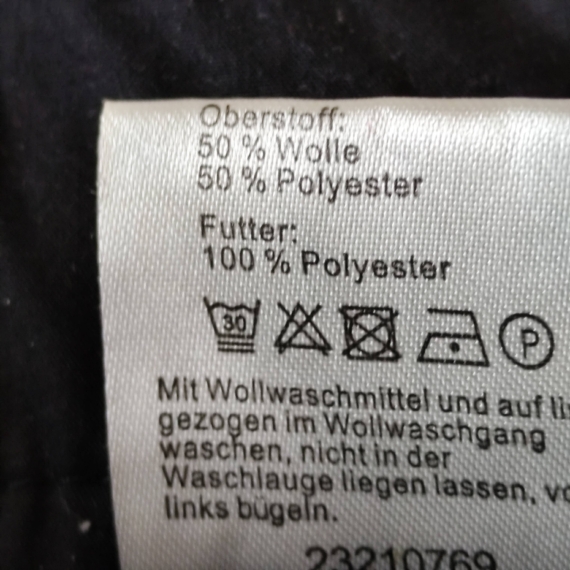 Oberstoff:
50 % Wolle
50 % Polyester
Futter:
100 % Polyester
30
P
Mit Wollwaschmittel und auf
gezogen im Wollwaschgang
waschen, nicht in der
Waschlauge liegen lassen,
links bügeln.
23210769